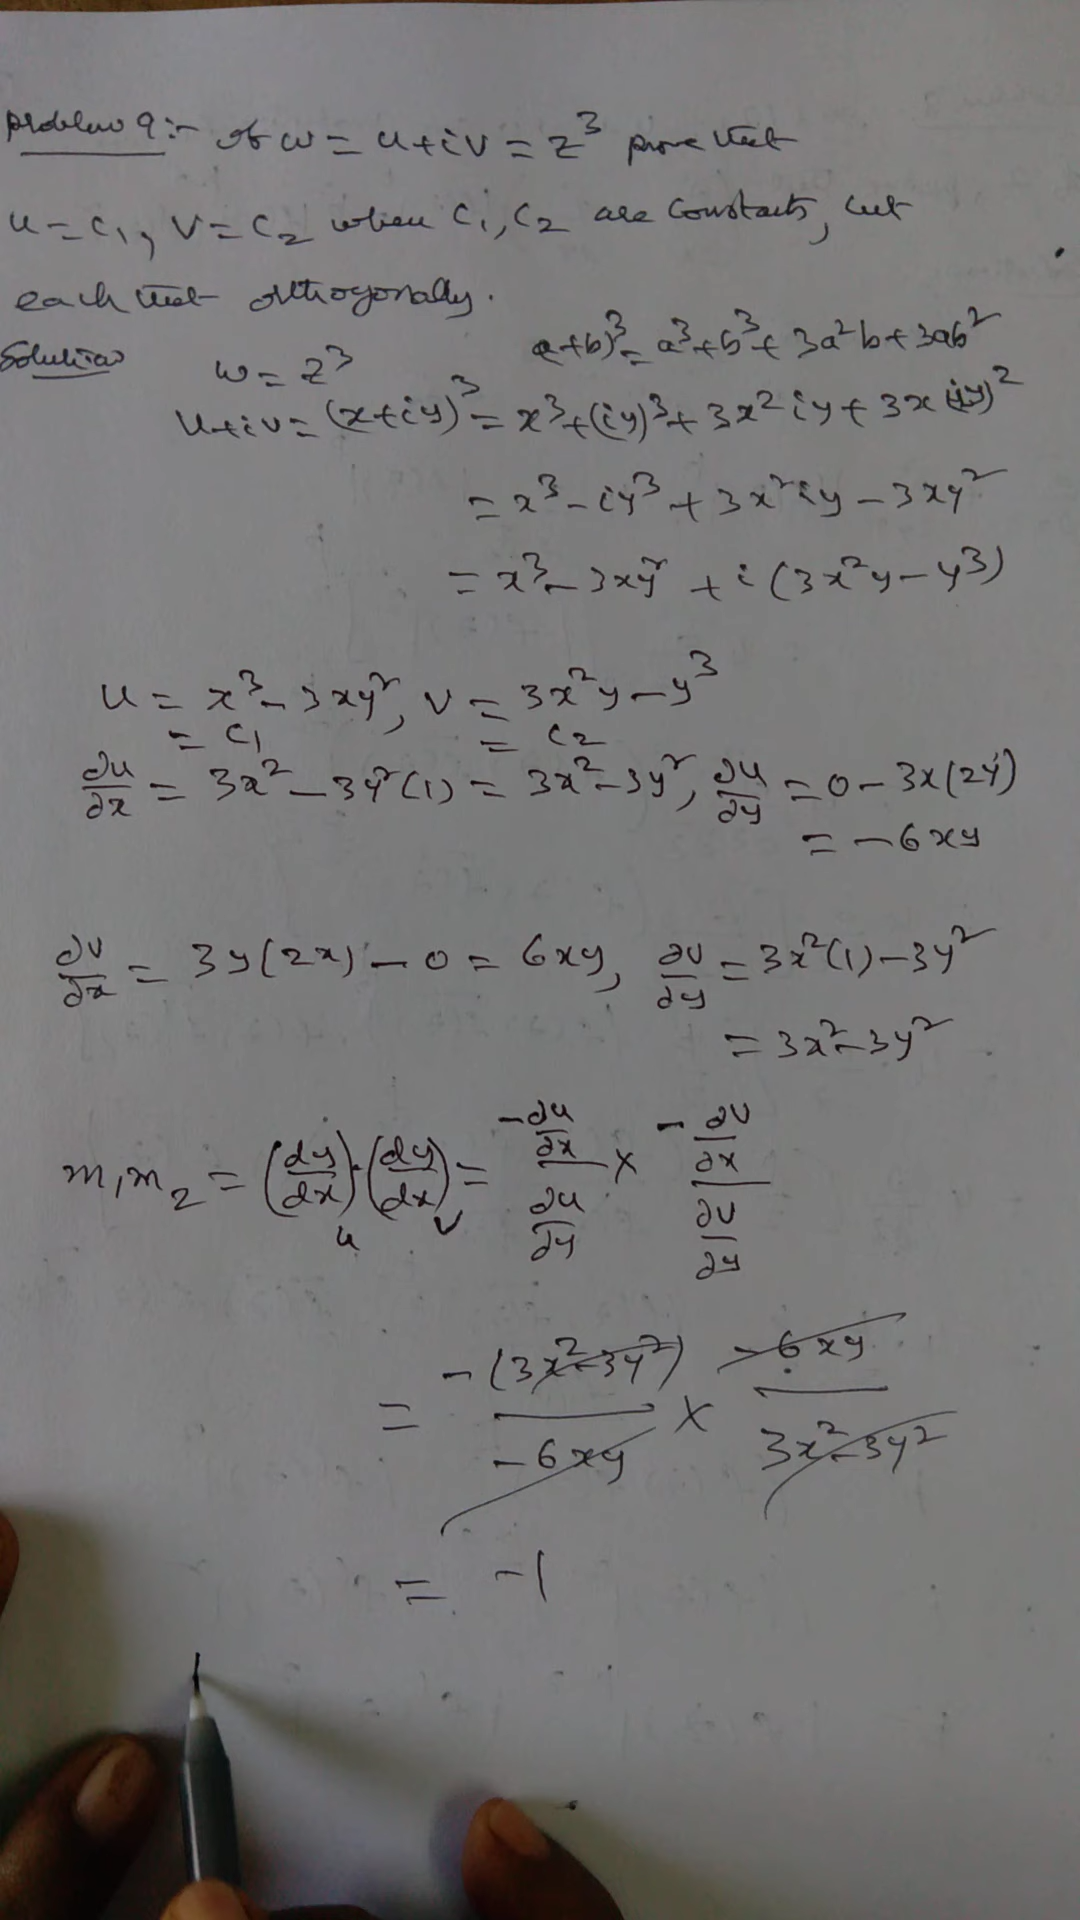 Problem 9:- If w = u+iv = z³ prove that
u = c₁, v = c₂ where c₁, c₂ are constants, cut
each other orthogonally.
Solution
(a+b)³ = a³+b³+3a²b+3ab²
w = z³
u+iv = (x+iy)³ = x³+(iy)³+3x²iy+3x(iy)²
= x³-iy³+3x²iy-3xy²
= x³-3xy²+i(3x²y-y³)
u = x³-3xy², v = 3x²y-y³
= c₁ = c₂
∂u/∂x = 3x²-3y²(1) = 3x²-3y², ∂u/∂y = 0-3x(2y)
= -6xy
∂v/∂x = 3y(2x)-0 = 6xy, ∂v/∂y = 3x²(1)-3y²
= 3x²-3y²
m₁m₂ = (dy/dx)u·(dy/dx)v = (-∂u/∂x)/(∂u/∂y) × (-∂v/∂x)/(∂v/∂y)
= -(3x²-3y²)/(-6xy) × (-6xy)/(3x²-3y²)
= -1